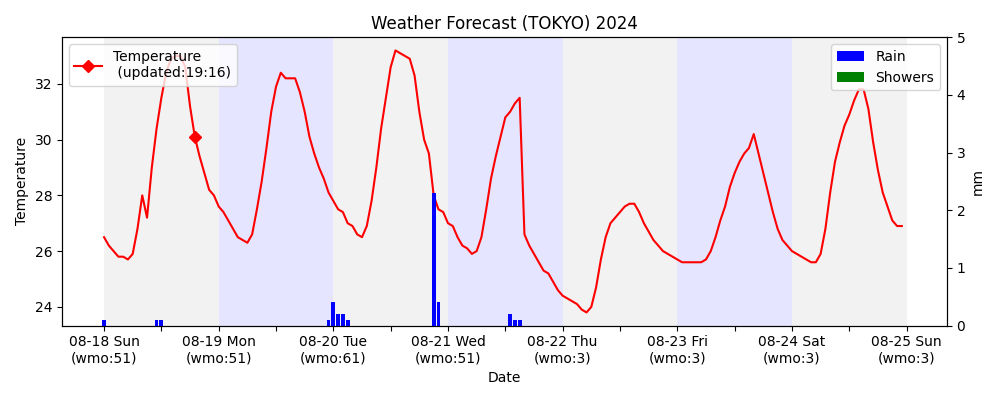 Weather Forecast (TOKYO) 2024
Temperature
(updated:19:16)
Rain
Showers
Temperature
32
30
28
26
24
mm
5
4
3
2
1
0
08-18 Sun
(wmo:51)
08-19 Mon
(wmo:51)
08-20 Tue
(wmo:61)
08-21 Wed
(wmo:51)
08-22 Thu
(wmo:3)
08-23 Fri
(wmo:3)
08-24 Sat
(wmo:3)
08-25 Sun
(wmo:3)
Date